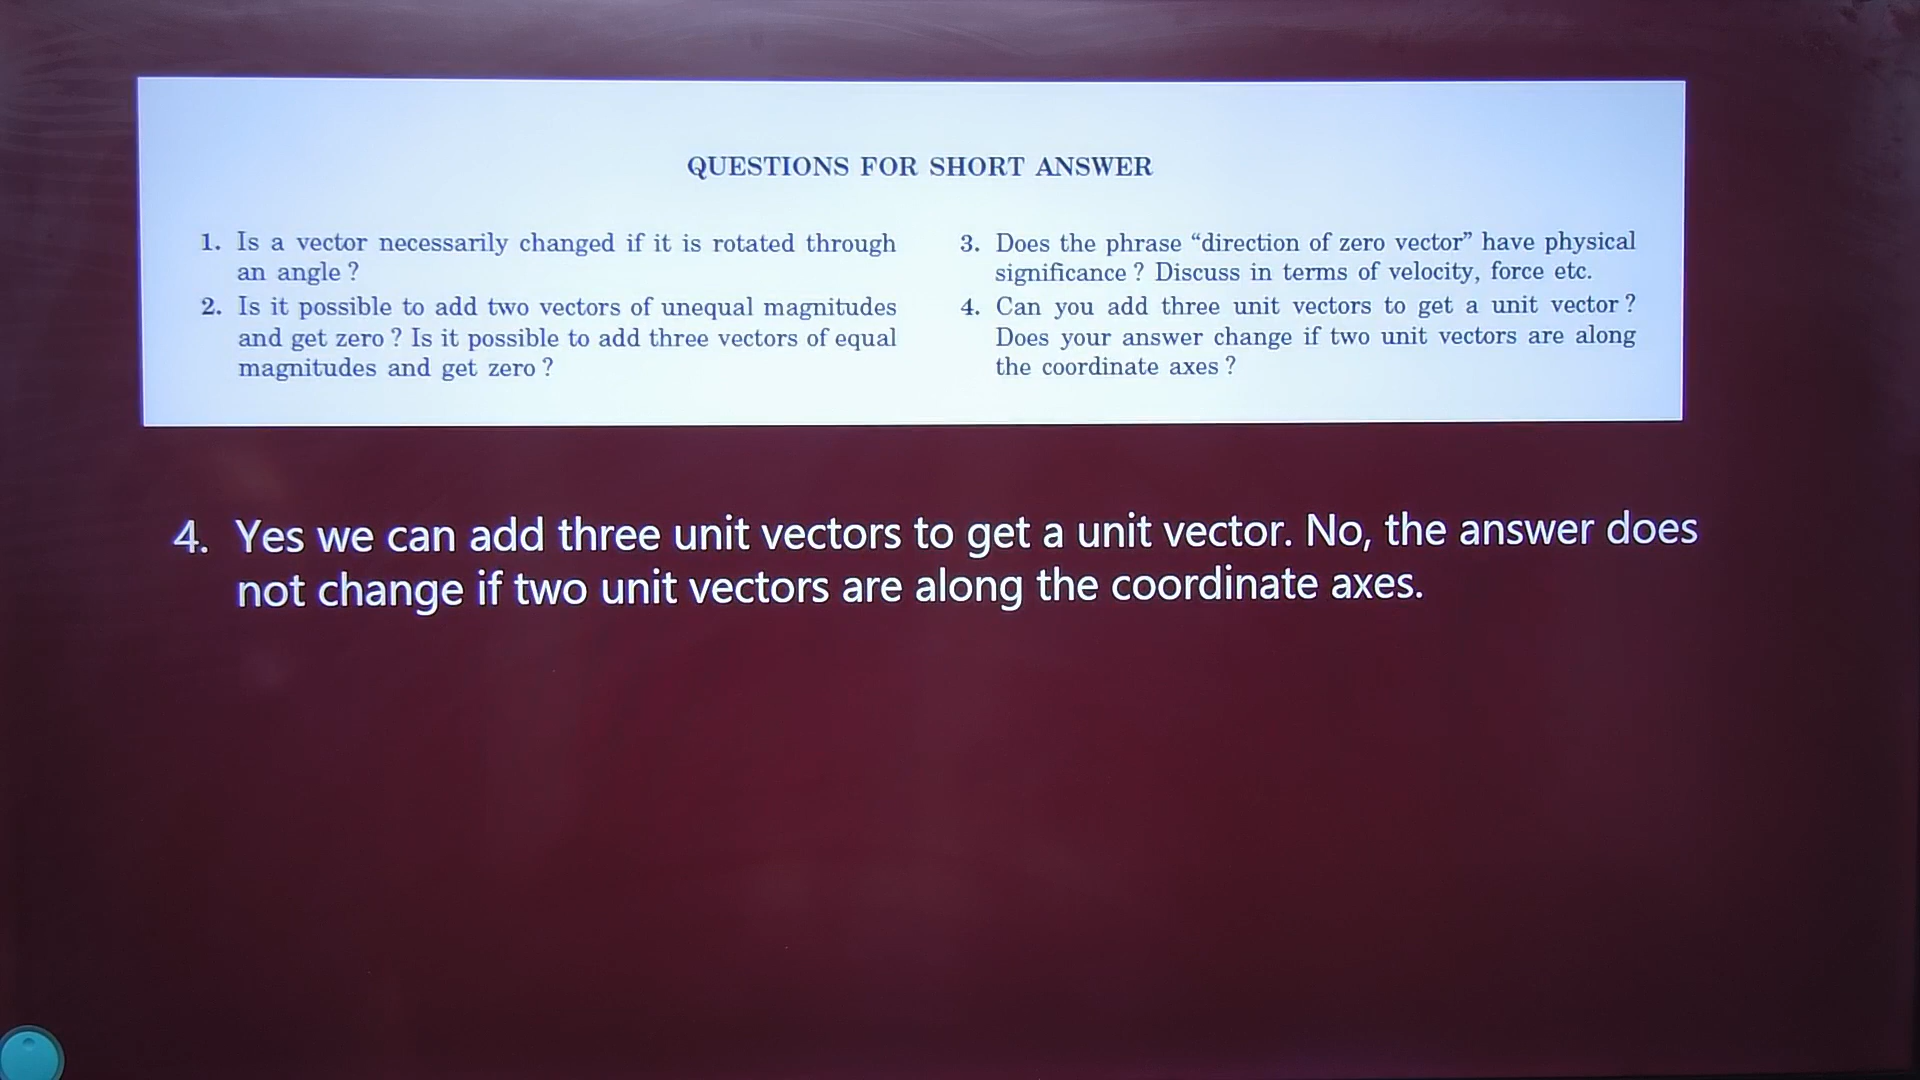 QUESTIONS FOR SHORT ANSWER
1. Is a vector necessarily changed if it is rotated through
an angle ?
2. Is it possible to add two vectors of unequal magnitudes
and get zero ? Is it possible to add three vectors of equal
magnitudes and get zero ?
3. Does the phrase “direction of zero vector” have physical
significance ? Discuss in terms of velocity, force etc.
4. Can you add three unit vectors to get a unit vector ?
Does your answer change if two unit vectors are along
the coordinate axes ?
4. Yes we can add three unit vectors to get a unit vector. No, the answer does
not change if two unit vectors are along the coordinate axes.